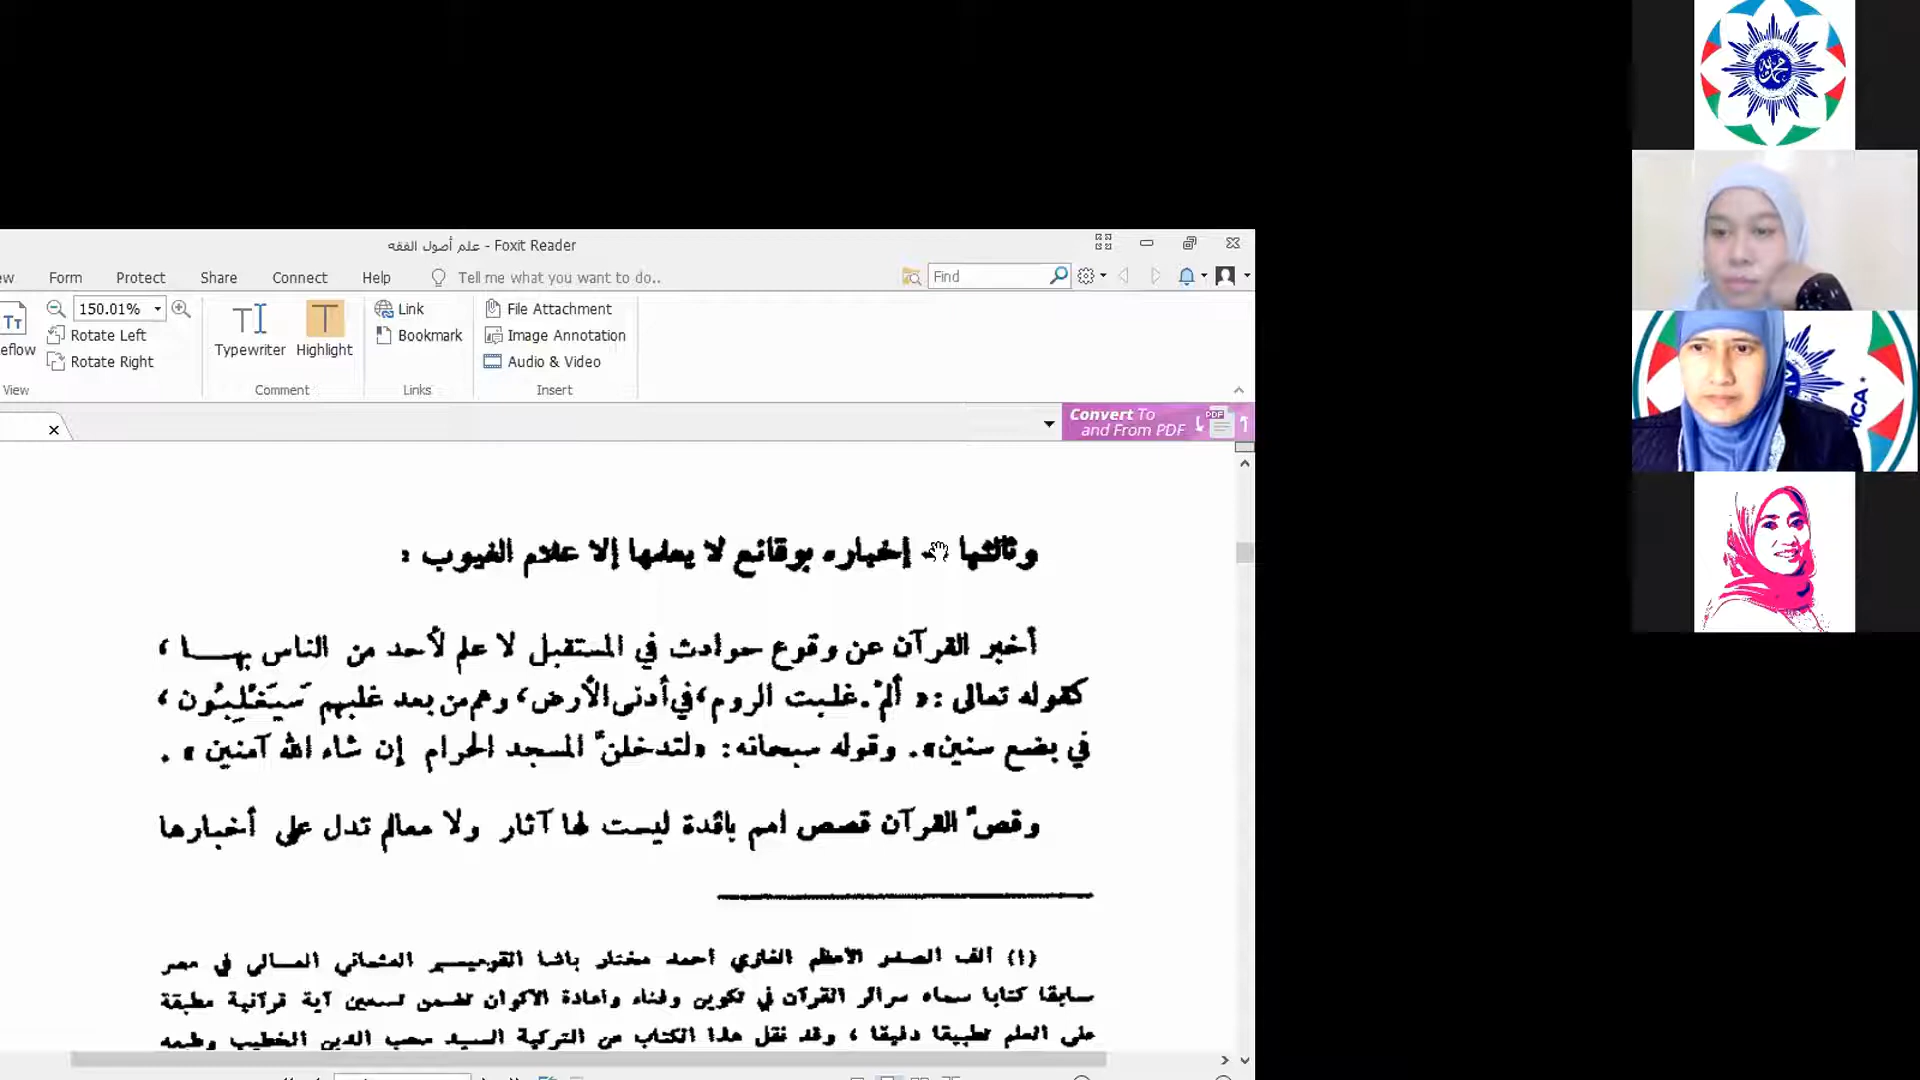 علم أصول الفقه - Foxit Reader
Form Protect Share Connect Help Tell me what you want to do.. Find
150.01% Link File Attachment
Rotate Left Typewriter Highlight Bookmark Image Annotation
Rotate Right Audio & Video
View Comment Links Insert
Convert To
and From PDF PDF
وثالثها - إخباره بوقائع لا يعلمها إلا علام الغيوب :
أخبر القرآن عن وقوع حوادث في المستقبل لا علم لأحد من الناس بهـــا ،
كقوله تعالى : « ألمْ . غلبت الروم ، في أدنى الأرض ، وهم من بعد غلبهم سَيَغْلِبُون ،
في بضع سنين » . وقوله سبحانه : « لتدخلنّ المسجد الحرام إن شاء الله آمنين » .
وقصّ القرآن قصص امم بائدة ليست لها آثار ولا معالم تدل على أخبارها
(١) ألف الصدر الأعظم الغازي أحمد مختار باشا القوميسير العثماني العالي في مصر
سابقا كتابا سماه سرائر القرآن في تكوين وفناء وإعادة الاكوان تضمن تسعين آية قرآنية مطبقة
على العلم تطبيقا دقيقا ، وقد نقل هذا الكتاب من التركية السيد محب الدين الخطيب وطبعه